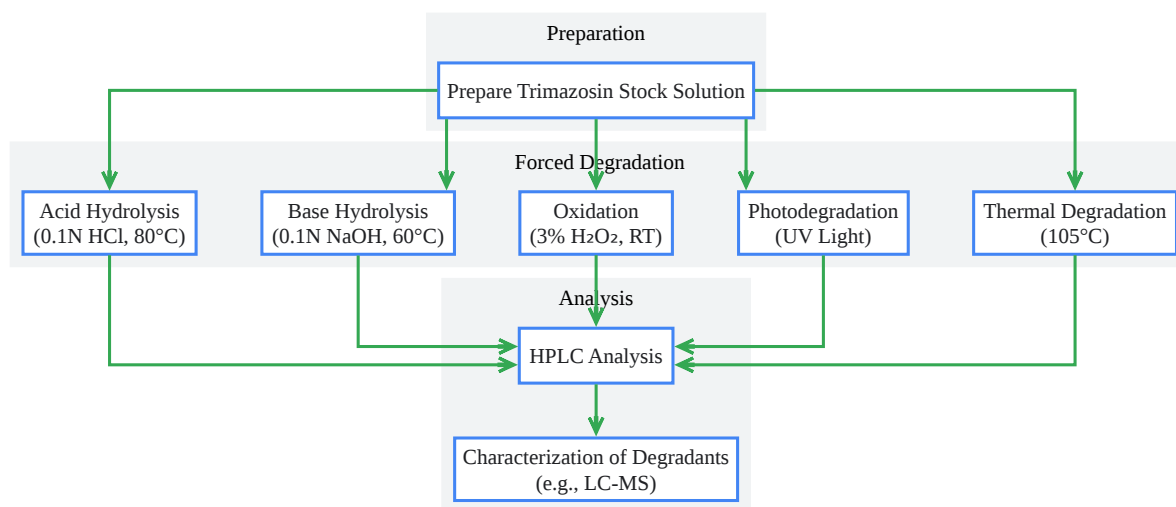 Preparation
Prepare Trimazosin Stock Solution
Forced Degradation
Acid Hydrolysis
(0.1N HCl, 80°C)
Base Hydrolysis
(0.1N NaOH, 60°C)
Oxidation
(3% H₂O₂, RT)
Photodegradation
(UV Light)
Thermal Degradation
(105°C)
Analysis
HPLC Analysis
Characterization of Degradants
(e.g., LC-MS)